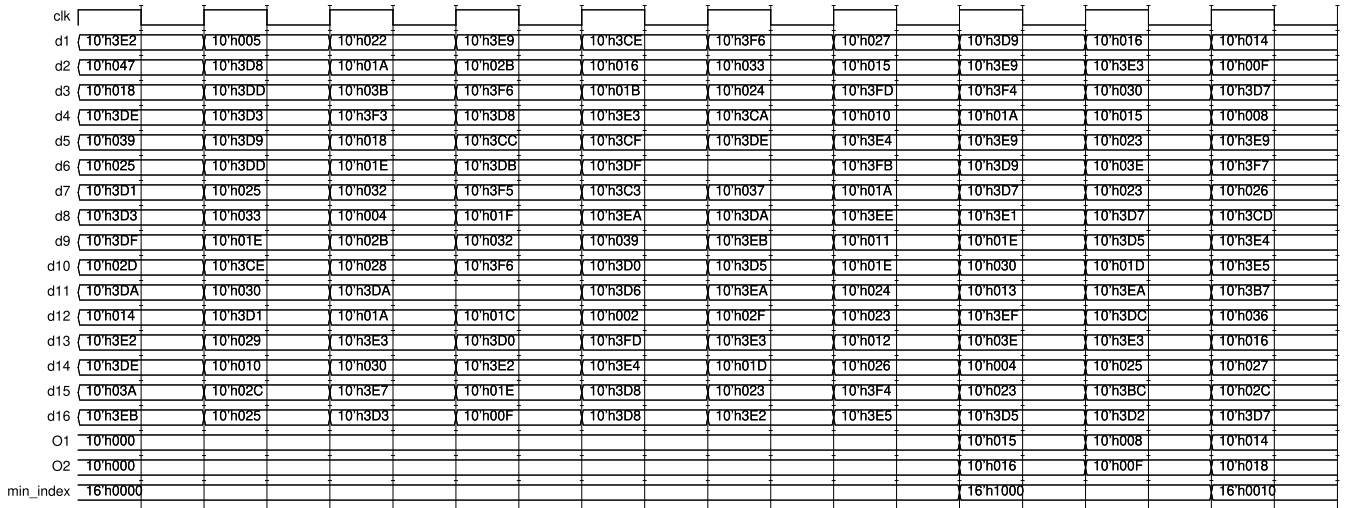 clk
d1 10'h3E2 10'h005 10'h022 10'h3E9 10'h3CE 10'h3F6 10'h027 10'h3D9 10'h016 10'h014
d2 10'h047 10'h3D8 10'h01A 10'h02B 10'h016 10'h033 10'h015 10'h3E9 10'h3E3 10'h00F
d3 10'h018 10'h3DD 10'h03B 10'h3F6 10'h01B 10'h024 10'h3FD 10'h3F4 10'h030 10'h3D7
d4 10'h3DE 10'h3D3 10'h3F3 10'h3D8 10'h3E3 10'h3CA 10'h010 10'h01A 10'h015 10'h008
d5 10'h039 10'h3D9 10'h018 10'h3CC 10'h3CF 10'h3DE 10'h3E4 10'h3E9 10'h023 10'h3E9
d6 10'h025 10'h3DD 10'h01E 10'h3DB 10'h3DF 10'h3FB 10'h3D9 10'h03E 10'h3F7
d7 10'h3D1 10'h025 10'h032 10'h3F5 10'h3C3 10'h037 10'h01A 10'h3D7 10'h023 10'h026
d8 10'h3D3 10'h033 10'h004 10'h01F 10'h3EA 10'h3DA 10'h3EE 10'h3E1 10'h3D7 10'h3CD
d9 10'h3DF 10'h01E 10'h02B 10'h032 10'h039 10'h3EB 10'h011 10'h01E 10'h3D5 10'h3E4
d10 10'h02D 10'h3CE 10'h028 10'h3F6 10'h3D0 10'h3D5 10'h01E 10'h030 10'h01D 10'h3E5
d11 10'h3DA 10'h030 10'h3DA 10'h3D6 10'h3EA 10'h024 10'h013 10'h3EA 10'h3B7
d12 10'h014 10'h3D1 10'h01A 10'h01C 10'h002 10'h02F 10'h023 10'h3EF 10'h3DC 10'h036
d13 10'h3E2 10'h029 10'h3E3 10'h3D0 10'h3FD 10'h3E3 10'h012 10'h03E 10'h3E3 10'h016
d14 10'h3DE 10'h010 10'h030 10'h3E2 10'h3E4 10'h01D 10'h026 10'h004 10'h025 10'h027
d15 10'h03A 10'h02C 10'h3E7 10'h01E 10'h3D8 10'h023 10'h3F4 10'h023 10'h3BC 10'h02C
d16 10'h3EB 10'h025 10'h3D3 10'h00F 10'h3D8 10'h3E2 10'h3E5 10'h3D5 10'h3D2 10'h3D7
O1 10'h000 10'h015 10'h008 10'h014
O2 10'h000 10'h016 10'h00F 10'h018
min_index 16'h0000 16'h1000 16'h0010